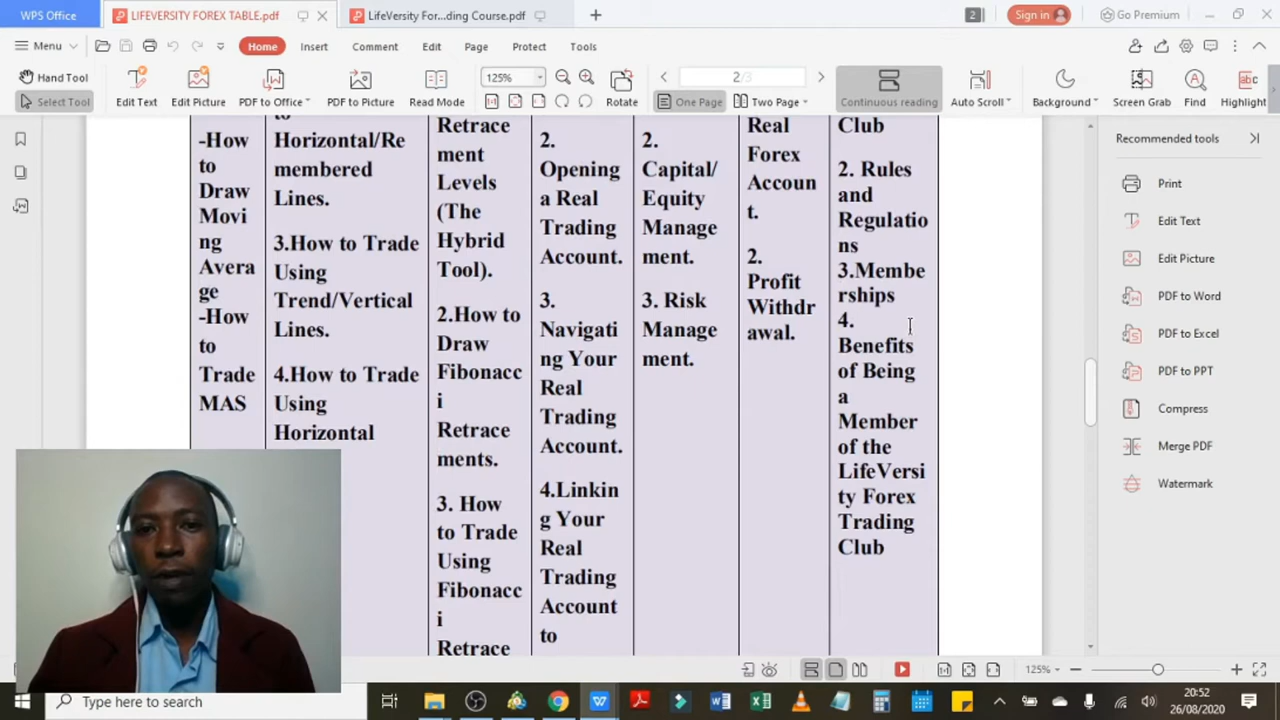 WPS Office
LIFEVERSITY FOREX TABLE.pdf
LifeVersity For...ding Course.pdf
2
Sign in
Go Premium
Menu
Home
Insert
Comment
Edit
Page
Protect
Tools
Hand Tool
Select Tool
Edit Text
Edit Picture
PDF to Office
PDF to Picture
Read Mode
125%
Rotate
2/3
One Page
Two Page
Continuous reading
Auto Scroll
Background
Screen Grab
Find
Highlight
-How
to
Draw
Movi
ng
Avera
ge
-How
to
Trade
MAS
to
Horizontal/Re
membered
Lines.
3.How to Trade
Using
Trend/Vertical
Lines.
4.How to Trade
Using
Horizontal
Retrace
ment
Levels
(The
Hybrid
Tool).
2.How to
Draw
Fibonacc
i
Retrace
ments.
3. How
to Trade
Using
Fibonacc
i
Retrace
2.
Opening
a Real
Trading
Account.
3.
Navigati
ng Your
Real
Trading
Account.
4.Linkin
g Your
Real
Trading
Account
to
2.
Capital/
Equity
Manage
ment.
3. Risk
Manage
ment.
Real
Forex
Accoun
t.
2.
Profit
Withdr
awal.
Club
2. Rules
and
Regulatio
ns
3.Membe
rships
4.
Benefits
of Being
a
Member
of the
LifeVersi
ty Forex
Trading
Club
Recommended tools
Print
Edit Text
Edit Picture
PDF to Word
PDF to Excel
PDF to PPT
Compress
Merge PDF
Watermark
125%
Type here to search
20:52
26/08/2020